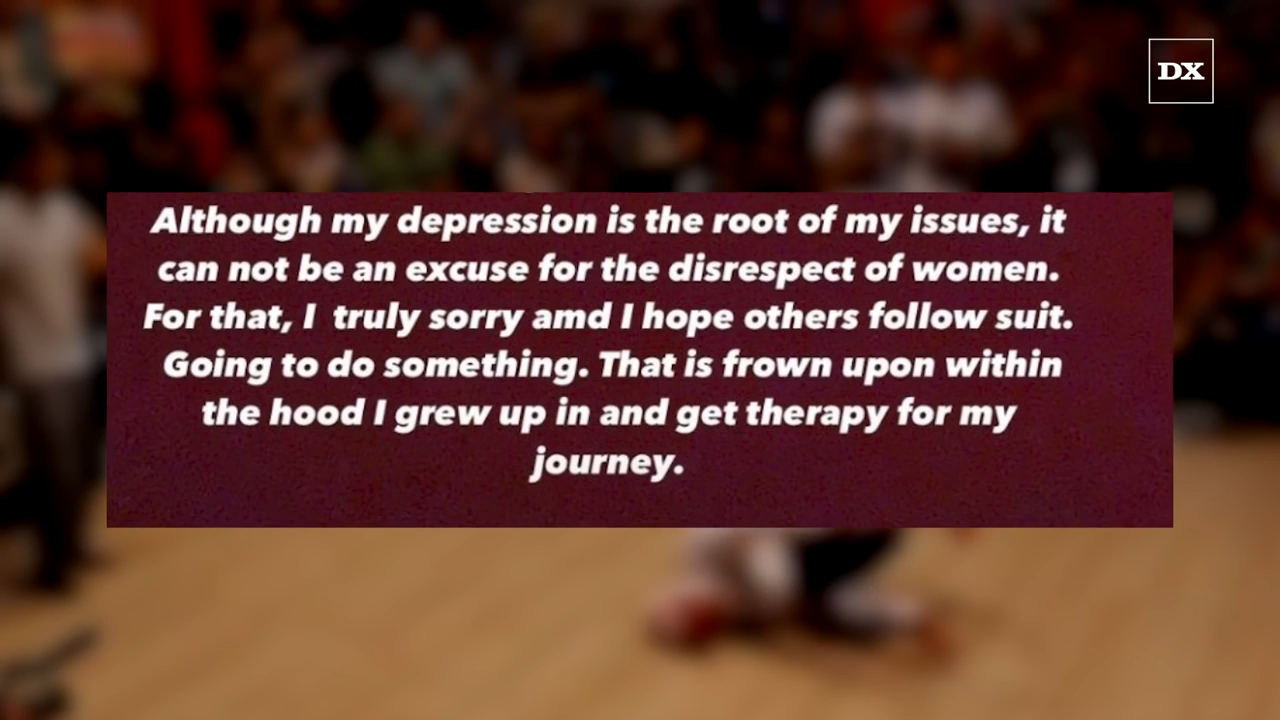 DX
Although my depression is the root of my issues, it
can not be an excuse for the disrespect of women.
For that, I  truly sorry amd I hope others follow suit.
Going to do something. That is frown upon within
the hood I grew up in and get therapy for my
journey.